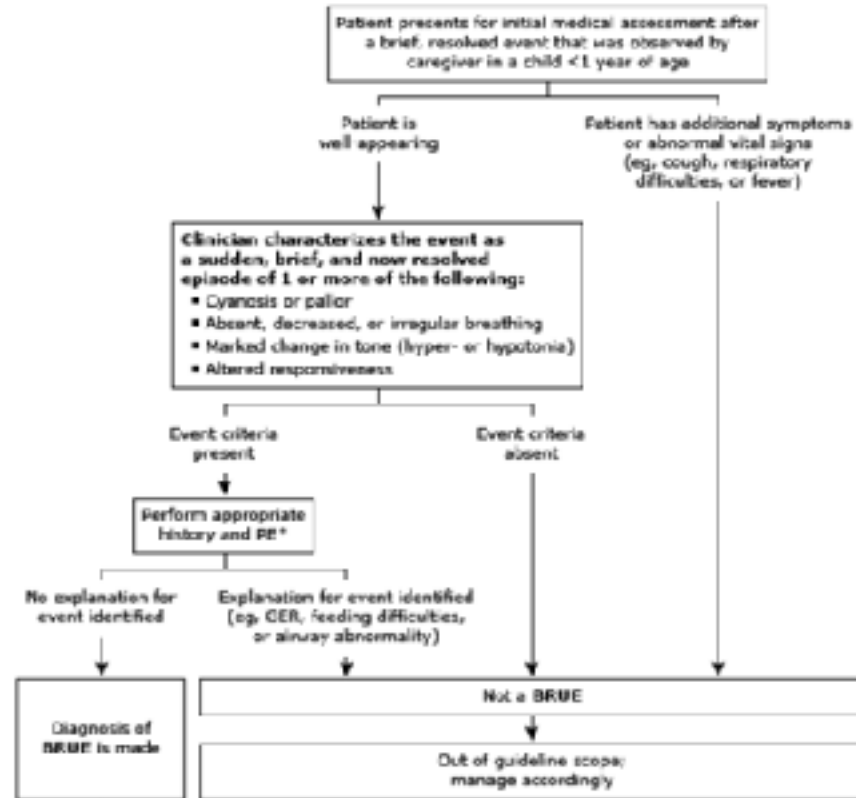 Patient presents for initial medical assessment after
a brief, resolved event that was observed by
caregiver in a child <1 year of age
Patient is
well appearing
Patient has additional symptoms
or abnormal vital signs
(eg, cough, respiratory
difficulties, or fever)
Clinician characterizes the event as
a sudden, brief, and now resolved
episode of 1 or more of the following:
▪ Cyanosis or pallor
▪ Absent, decreased, or irregular breathing
▪ Marked change in tone (hyper- or hypotonia)
▪ Altered responsiveness
Event criteria
present
Event criteria
absent
Perform appropriate
history and PE*
No explanation for
event identified
Explanation for event identified
(eg, GER, feeding difficulties,
or airway abnormality)
Diagnosis of
BRUE is made
Not a BRUE
Out of guideline scope;
manage accordingly